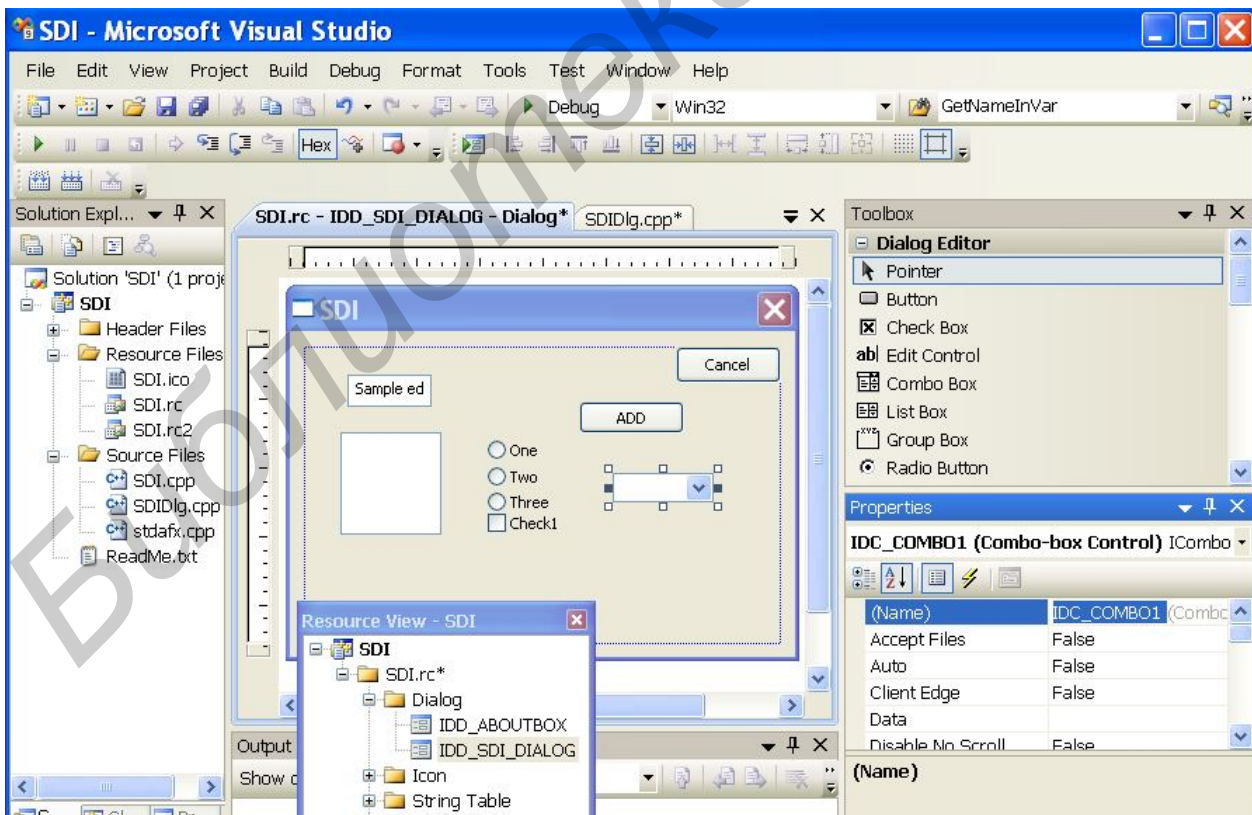 SDI - Microsoft Visual Studio
File Edit View Project Build Debug Format Tools Test Window Help
Debug Win32 GetNameInVar
Hex
Solution Expl...
Solution 'SDI' (1 proje
SDI
Header Files
Resource Files
SDI.ico
SDI.rc
SDI.rc2
Source Files
SDI.cpp
SDIDlg.cpp
stdafx.cpp
ReadMe.txt
SDI.rc - IDD_SDI_DIALOG - Dialog* SDIDlg.cpp*
SDI
Cancel
Sample ed
ADD
One
Two
Three
Check1
Resource View - SDI
SDI
SDI.rc*
Dialog
IDD_ABOUTBOX
IDD_SDI_DIALOG
Icon
String Table
Output
Show
Toolbox
Dialog Editor
Pointer
Button
Check Box
ab| Edit Control
Combo Box
List Box
Group Box
Radio Button
Properties
IDC_COMBO1 (Combo-box Control) ICombo
(Name) IDC_COMBO1 (Combo
Accept Files False
Auto False
Client Edge False
Data
Disable No Scroll False
(Name)
Библиотек